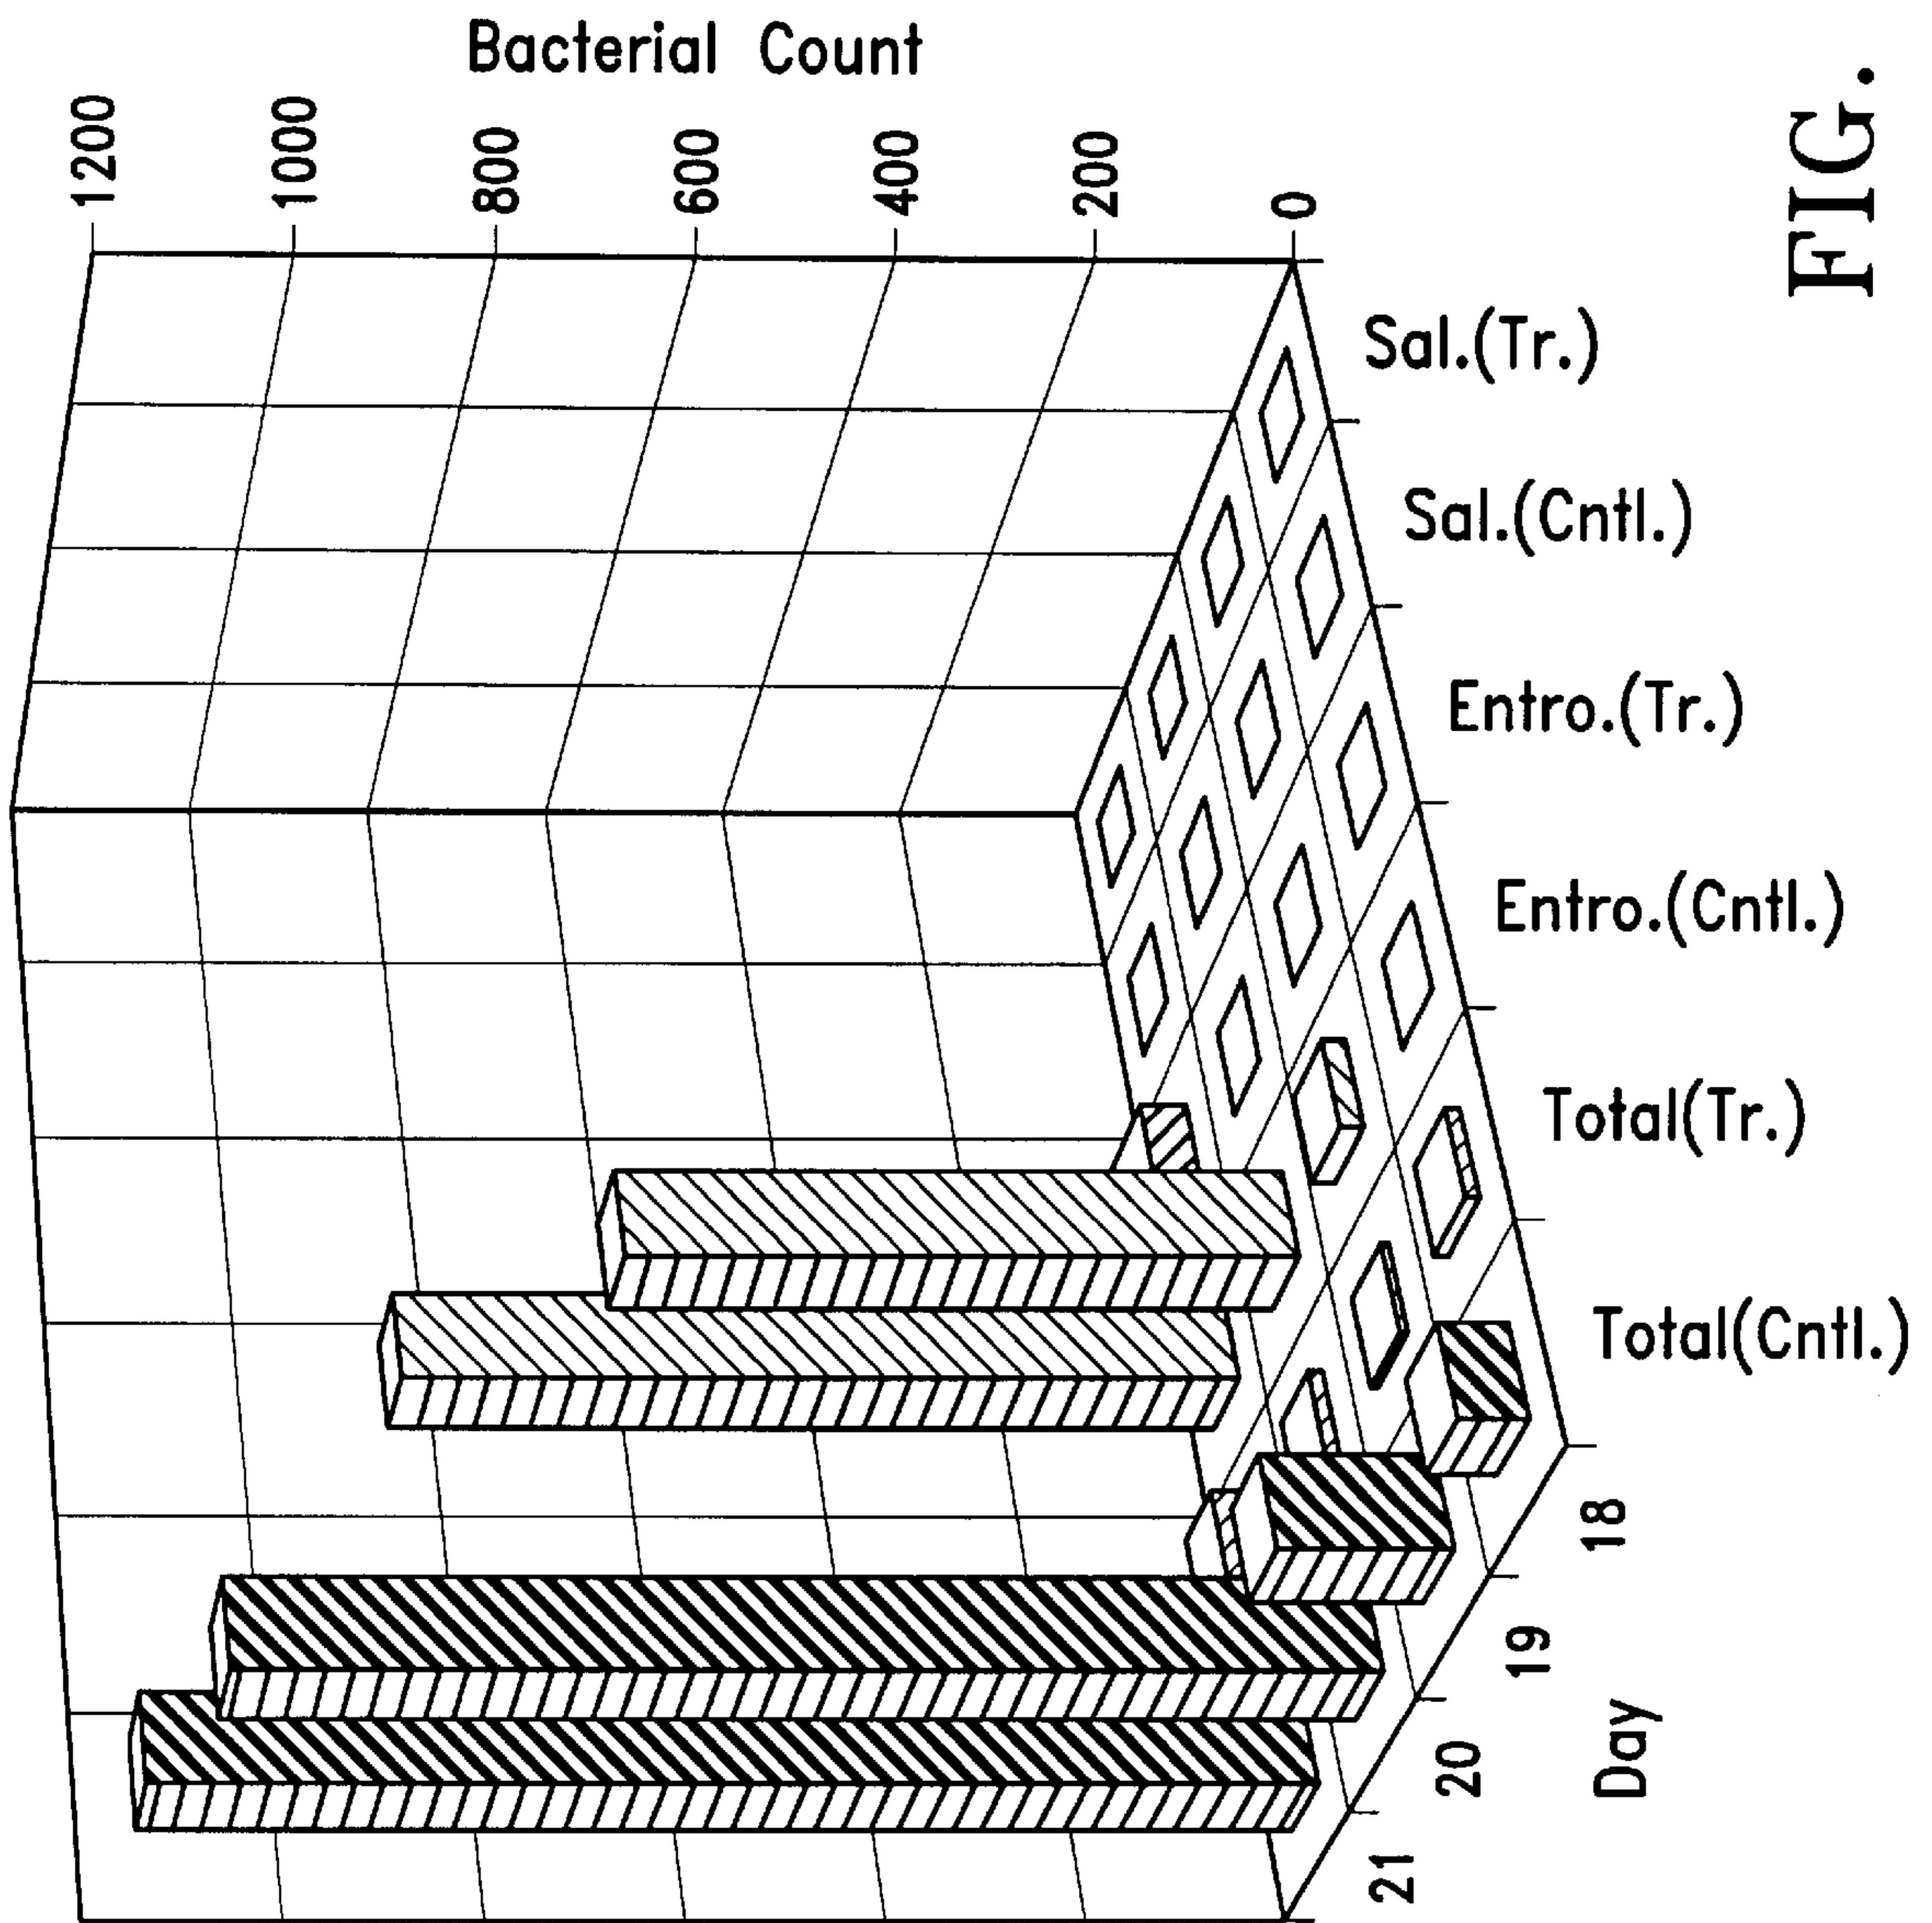 Bacterial Count
1200
1000
800
600
400
200
0
Sal.(Tr.)
Sal.(Cntl.)
Entro.(Tr.)
Entro.(Cntl.)
Total(Tr.)
Total(Cntl.)
18
19
20
21
Day
FIG.